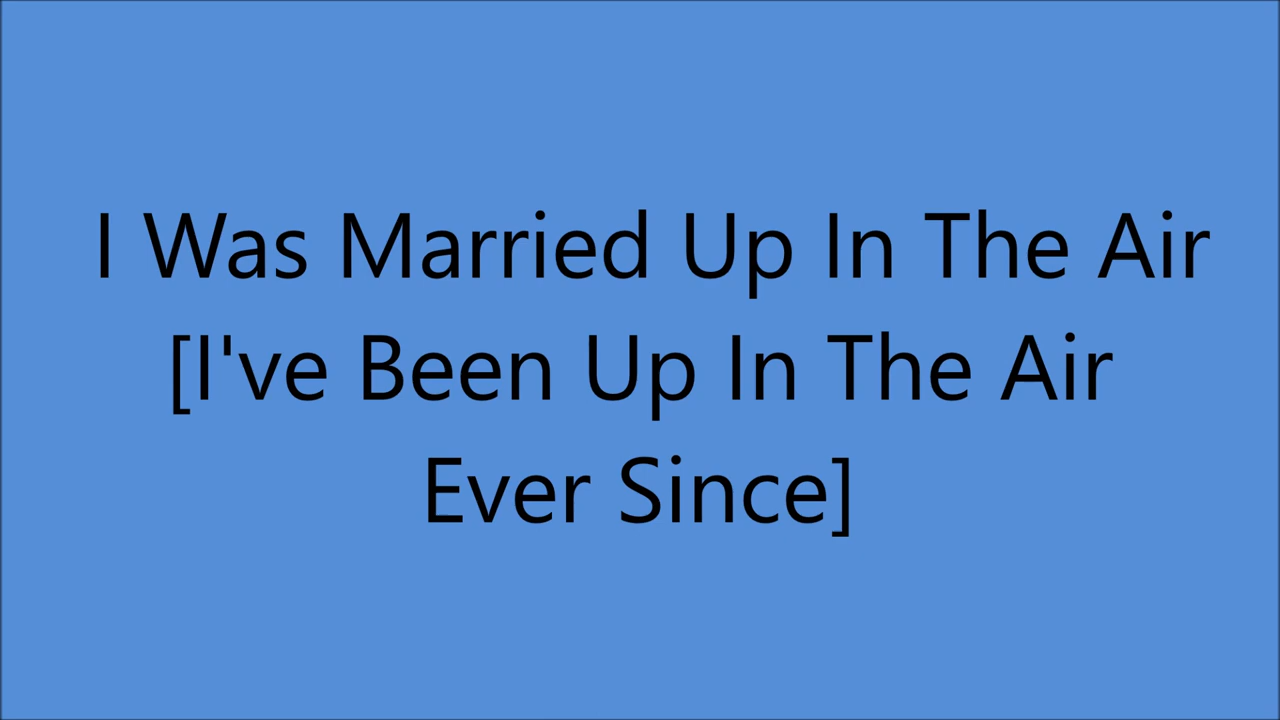 I Was Married Up In The Air
[I've Been Up In The Air
Ever Since]